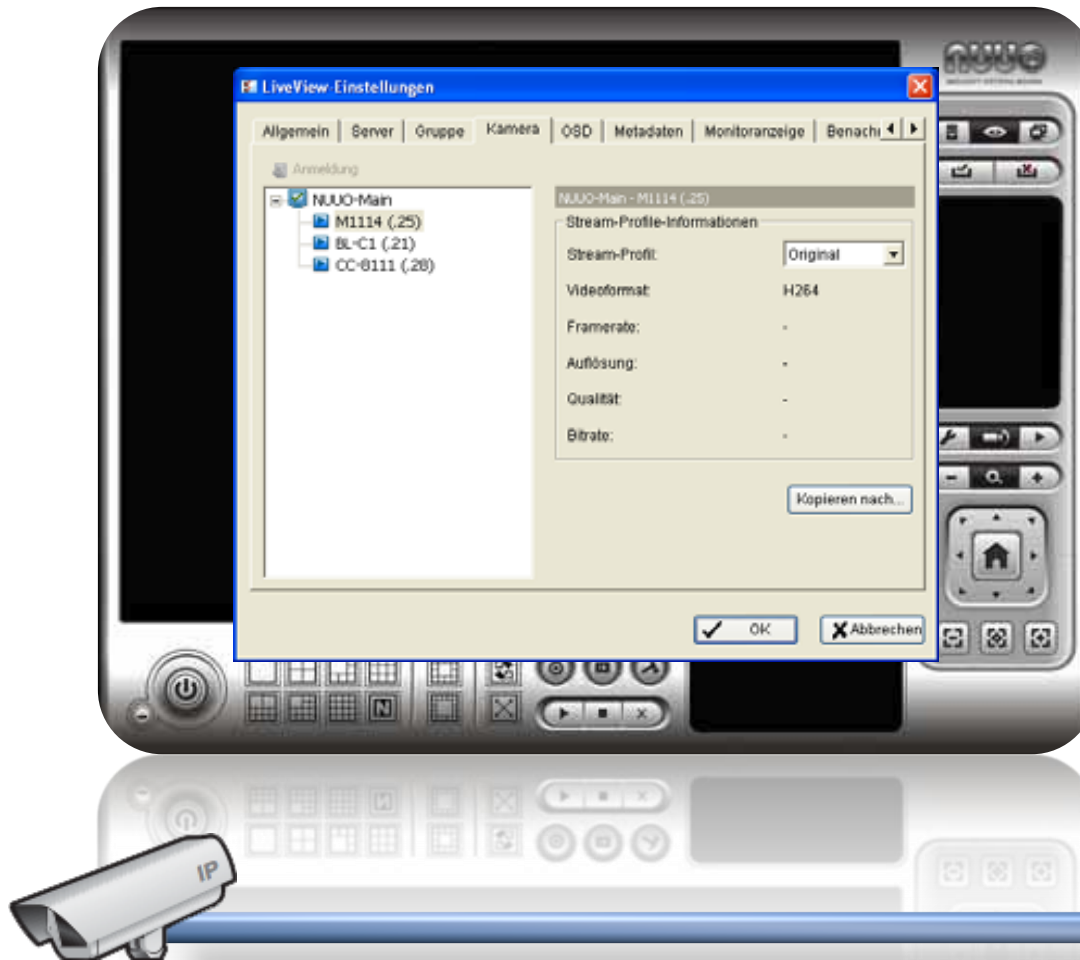 nuuo
LiveView-Einstellungen
Allgemein Server Gruppe Kamera OSD Metadaten Monitoranzeige Benachr
Anmeldung
NUUO-Main
M1114 (.25)
BL-C1 (.21)
CC-8111 (.28)
NUUO-Main - M1114 (.25)
Stream-Profile-Informationen
Stream-Profil: Original
Videoformat: H264
Framerate: -
Auflösung: -
Qualität: -
Bitrate: -
Kopieren nach...
OK Abbrechen
N
IP